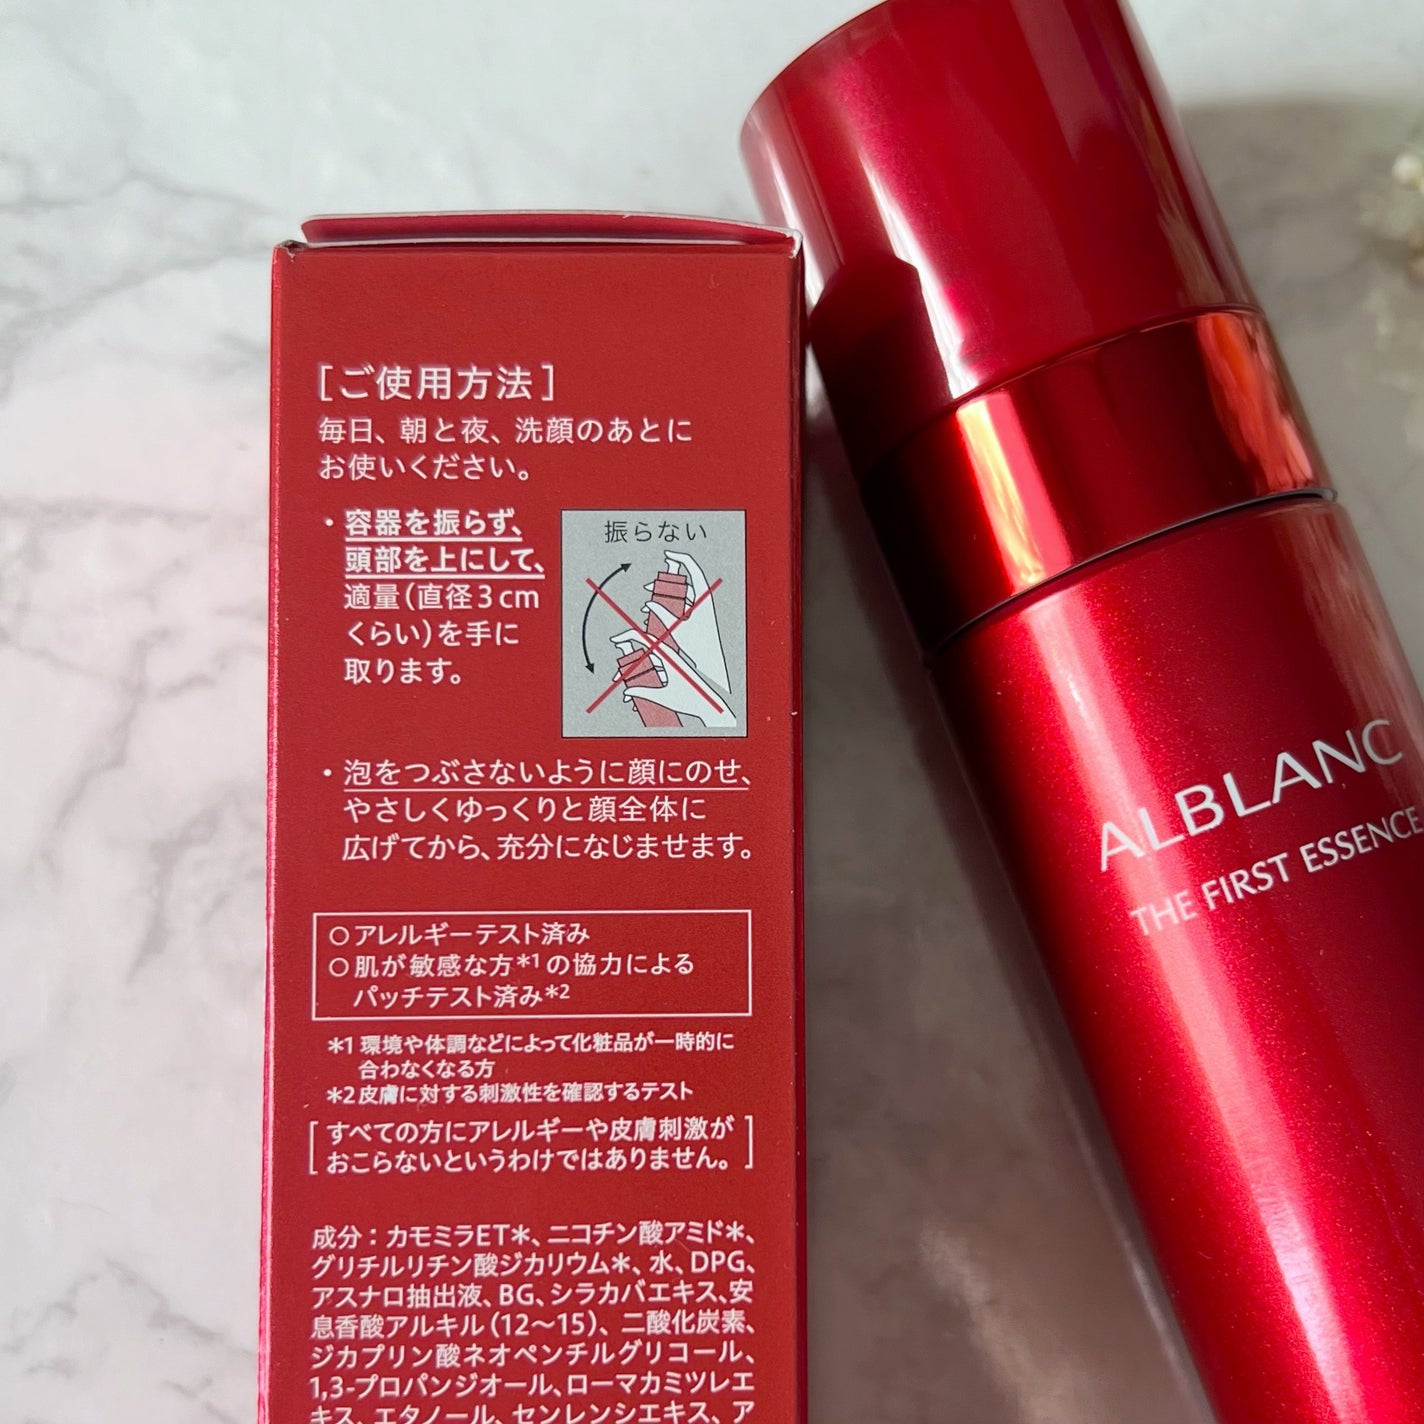 [ご使用方法]
毎日、朝と夜、洗顔のあとに
お使いください。
・容器を振らず、
頭部を上にして、
適量(直径3cm
くらい)を手に
取ります。
振らない
・泡をつぶさないように顔にのせ、
やさしくゆっくりと顔全体に
広げてから、充分になじませます。
○アレルギーテスト済み
○肌が敏感な方*1の協力による
パッチテスト済み*2
*1 環境や体調などによって化粧品が一時的に
合わなくなる方
*2 皮膚に対する刺激性を確認するテスト
[すべての方にアレルギーや皮膚刺激が
おこらないというわけではありません。]
成分：カモミラET*、ニコチン酸アミド*、
グリチルリチン酸ジカリウム*、水、DPG、
アスナロ抽出液、BG、シラカバエキス、安
息香酸アルキル(12～15)、二酸化炭素、
ジカプリン酸ネオペンチルグリコール、
1,3-プロパンジオール、ローマカミツレエ
キス、エタノール、センレンシエキス、ア
ALBLANC
THE FIRST ESSENCE